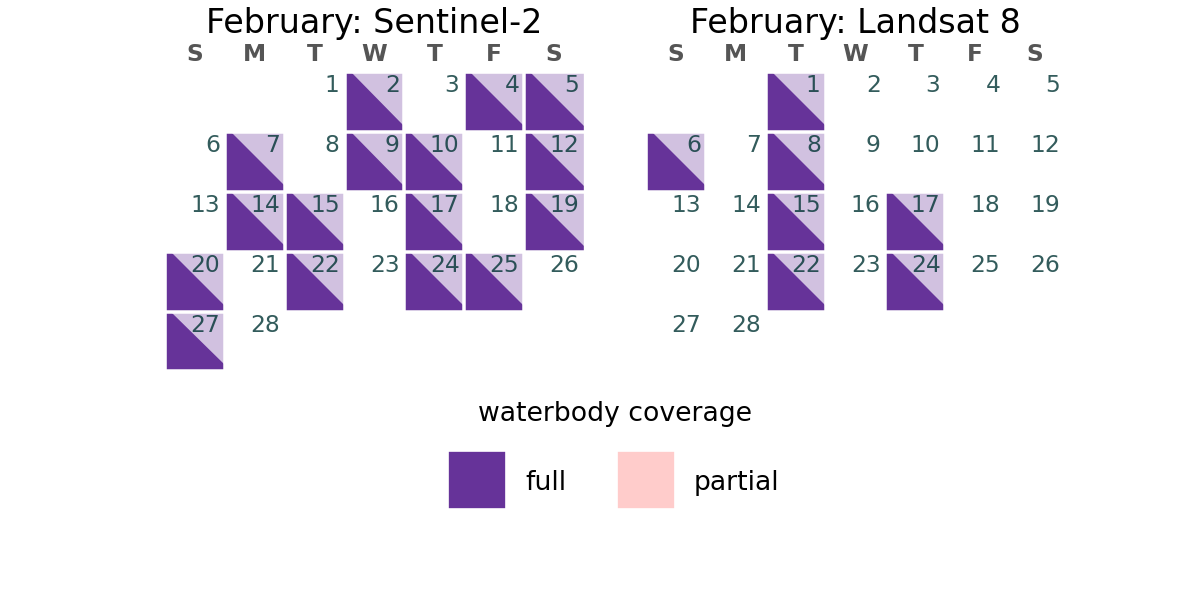 February: Sentinel-2
S M T W T F S
1 2 3 4 5
6 7 8 9 10 11 12
13 14 15 16 17 18 19
20 21 22 23 24 25 26
27 28
February: Landsat 8
S M T W T F S
1 2 3 4 5
6 7 8 9 10 11 12
13 14 15 16 17 18 19
20 21 22 23 24 25 26
27 28
waterbody coverage
full partial